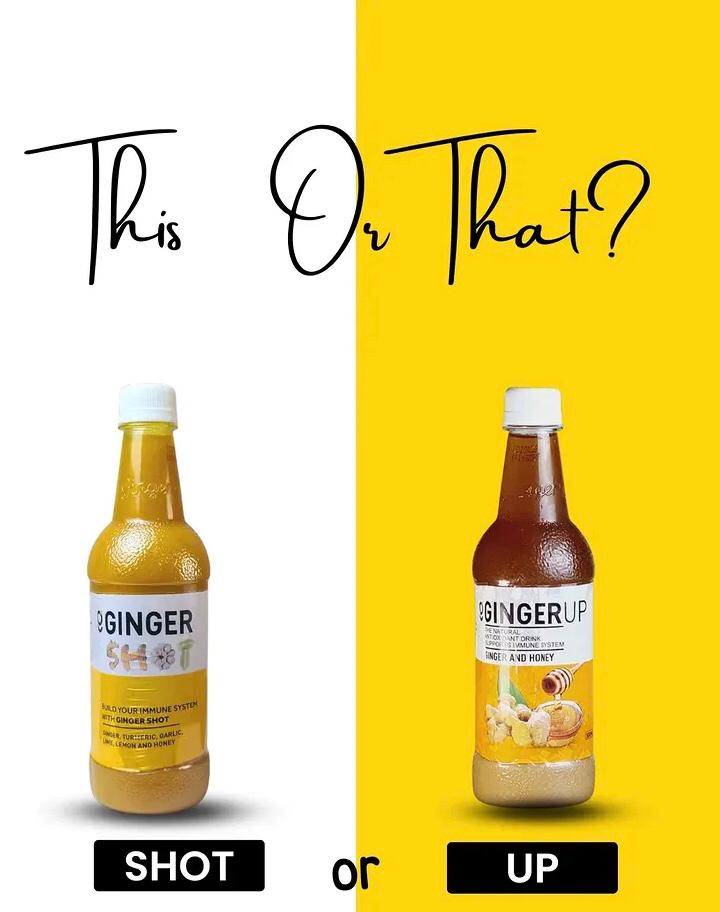 This Or That?
GINGER
SHOT
BUILD YOUR IMMUNE SYSTEM
WITH GINGER SHOT
GINGER, TURMERIC, GARLIC,
LIME, LEMON AND HONEY
GINGERUP
THE NATURAL
ANTIOXIDANT DRINK
SUPPORTS IMMUNE SYSTEM
GINGER AND HONEY
SHOT or UP